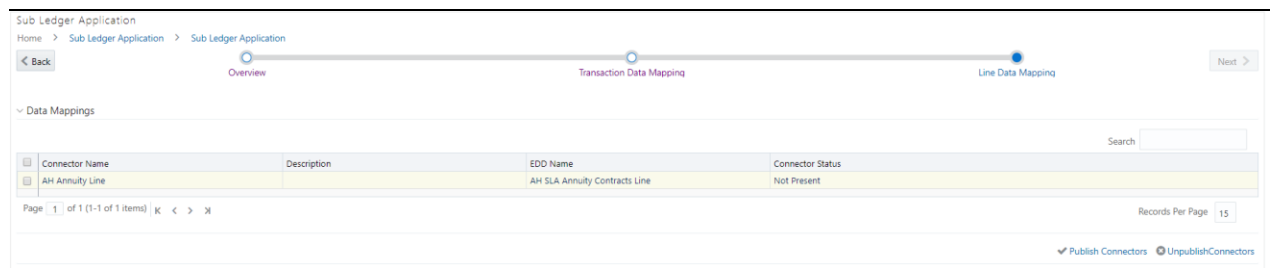 Sub Ledger Application
Home > Sub Ledger Application > Sub Ledger Application
< Back
Overview
Transaction Data Mapping
Line Data Mapping
Next >
Data Mappings
Search
Connector Name Description EDD Name Connector Status
AH Annuity Line AH SLA Annuity Contracts Line Not Present
Page 1 of 1 (1-1 of 1 items) K < > X
Records Per Page 15
Publish Connectors UnpublishConnectors